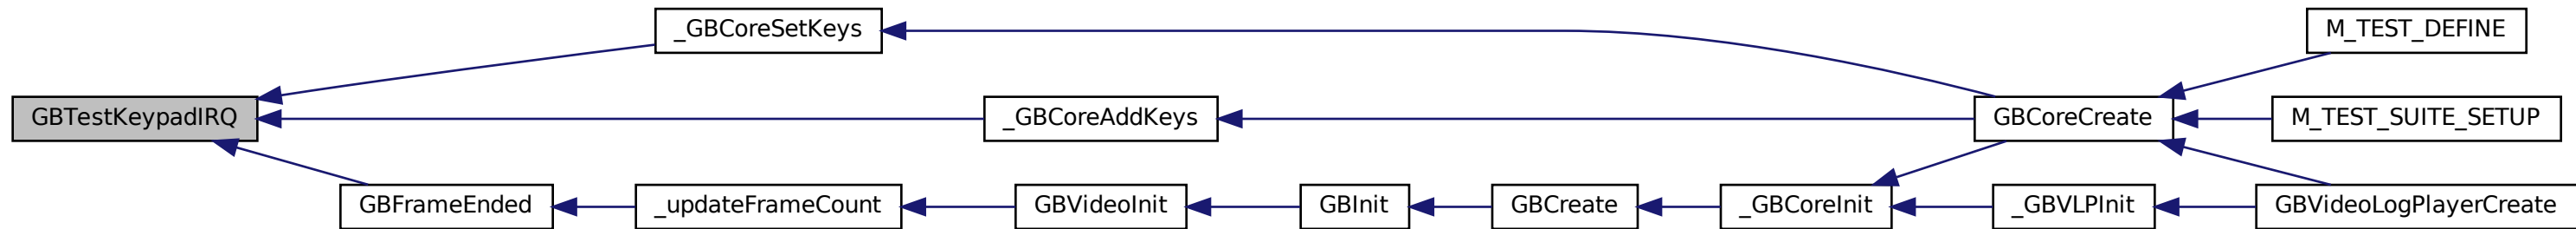 _GBCoreSetKeys
M_TEST_DEFINE
GBTestKeypadIRQ
_GBCoreAddKeys
GBCoreCreate
M_TEST_SUITE_SETUP
GBFrameEnded
_updateFrameCount
GBVideoInit
GBInit
GBCreate
_GBCoreInit
_GBVLPInit
GBVideoLogPlayerCreate